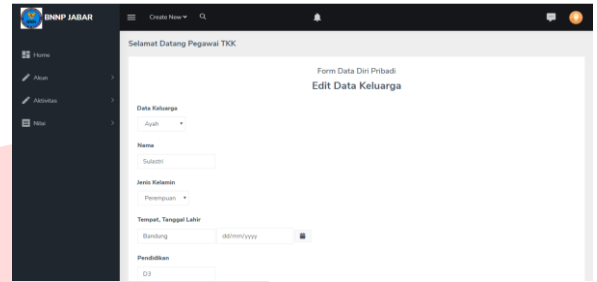 BNNP JABAR
Create New
Selamat Datang Pegawai TKK
Home
Akun
Aktivitas
Nilai
Form Data Diri Pribadi
Edit Data Keluarga
Data Keluarga
Ayah
Nama
Sulastri
Jenis Kelamin
Perempuan
Tempat, Tanggal Lahir
Bandung dd/mm/yyyy
Pendidikan
D3